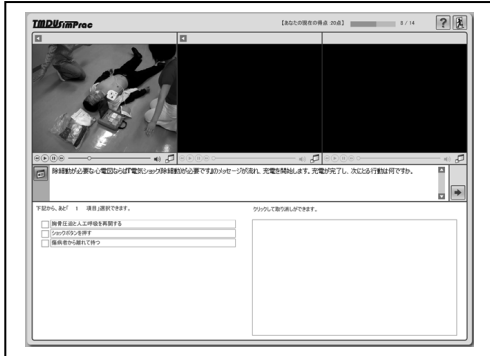 TMDUSimPrac
【あなたの現在の得点 20点】
8 / 14
?
除細動が必要な心電図ならば『電気ショック(除細動)が必要です』のメッセージが流れ、充電を開始します。充電が完了し、次にとる行動は何ですか。
下記から、あと「 1 項目」選択できます。
クリックして取り消しができます。
胸骨圧迫と人工呼吸を再開する
ショックボタンを押す
傷病者から離れて待つ